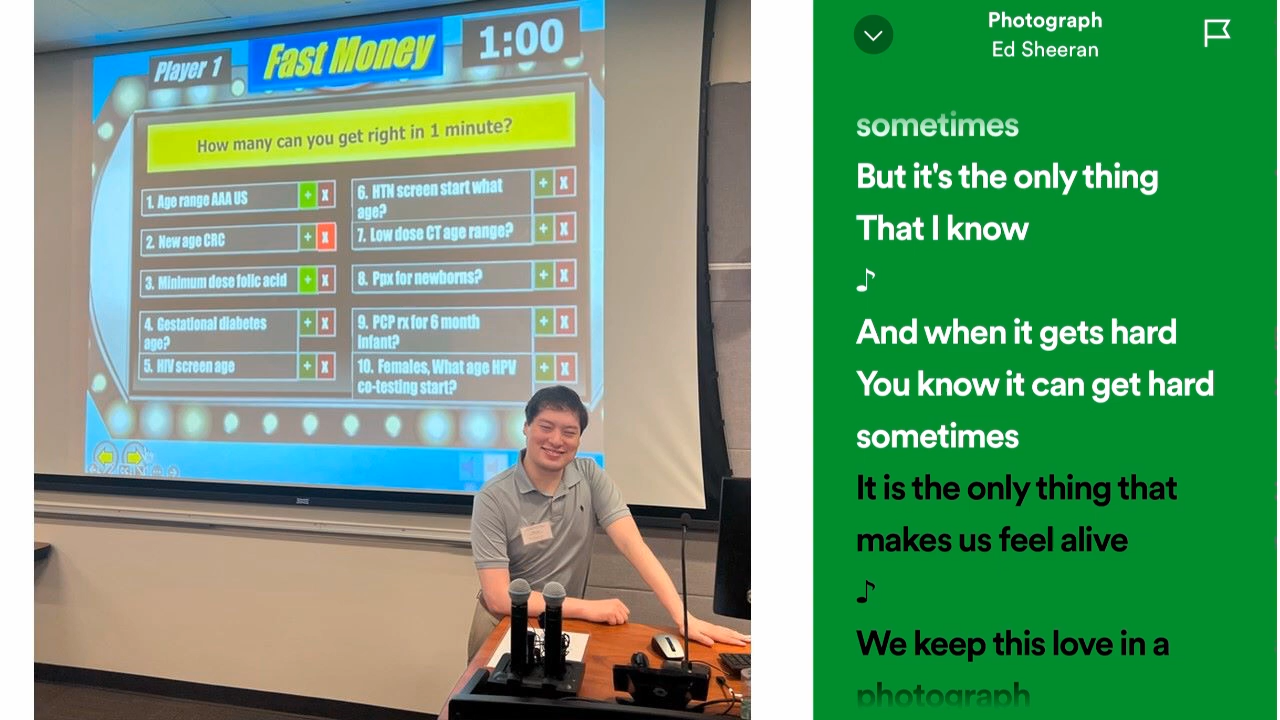 Player 1
Fast Money
1:00
How many can you get right in 1 minute?
1. Age range AAA US + X
2. New age CRC + X
3. Minimum dose folic acid + X
4. Gestational diabetes
age? + X
5. HIV screen age + X
6. HTN screen start what
age? + X
7. Low dose CT age range? + X
8. Ppx for newborns? + X
9. PCP rx for 6 month
infant? + X
10. Females, What age HPV
co-testing start? + X
Photograph
Ed Sheeran
sometimes
But it's the only thing
That I know
♪
And when it gets hard
You know it can get hard
sometimes
It is the only thing that
makes us feel alive
♪
We keep this love in a
photograph